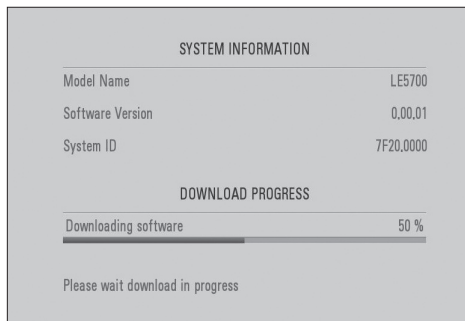 SYSTEM INFORMATION
Model Name LE5700
Software Version 0,00,01
System ID 7F20,0000
DOWNLOAD PROGRESS
Downloading software 50 %
Please wait download in progress